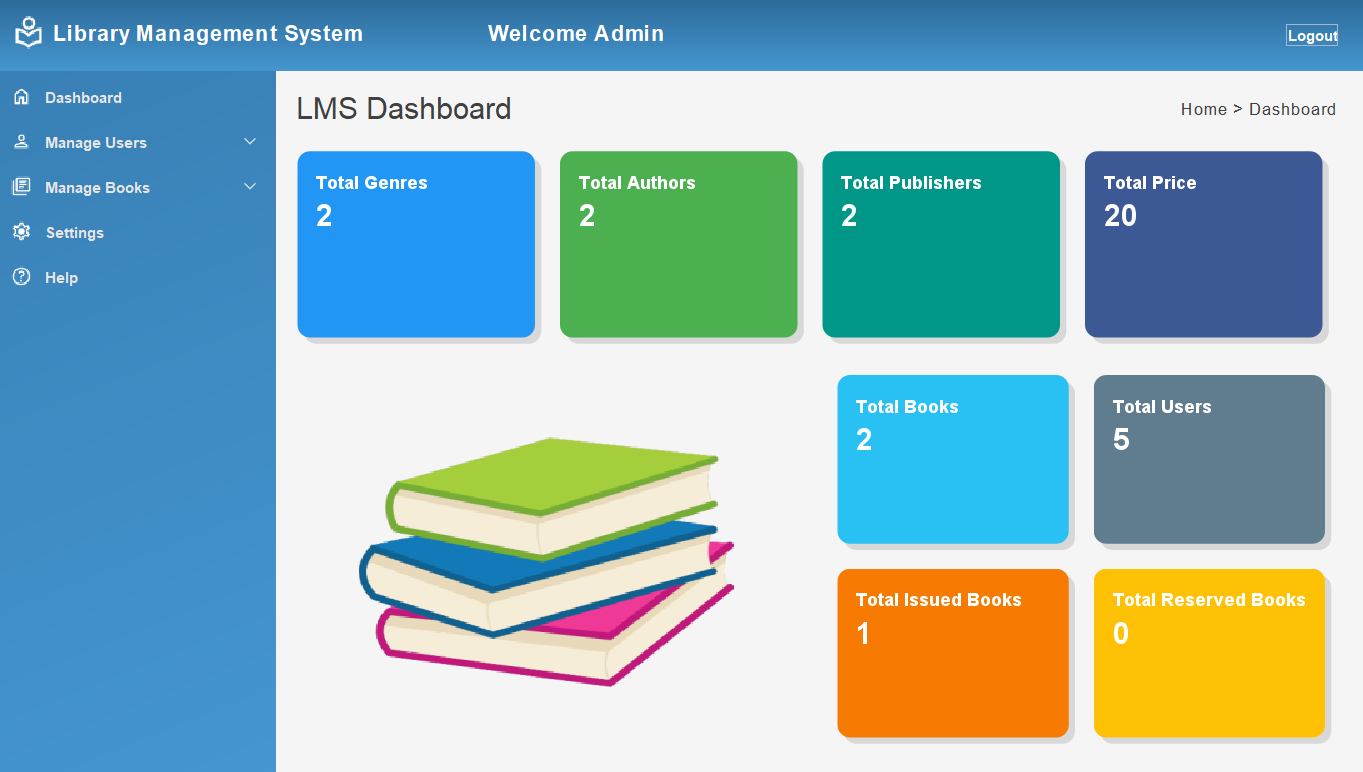 Library Management System
Welcome Admin
Logout
Dashboard
Manage Users
Manage Books
Settings
Help
LMS Dashboard
Home > Dashboard
Total Genres
2
Total Authors
2
Total Publishers
2
Total Price
20
Total Books
2
Total Users
5
Total Issued Books
1
Total Reserved Books
0